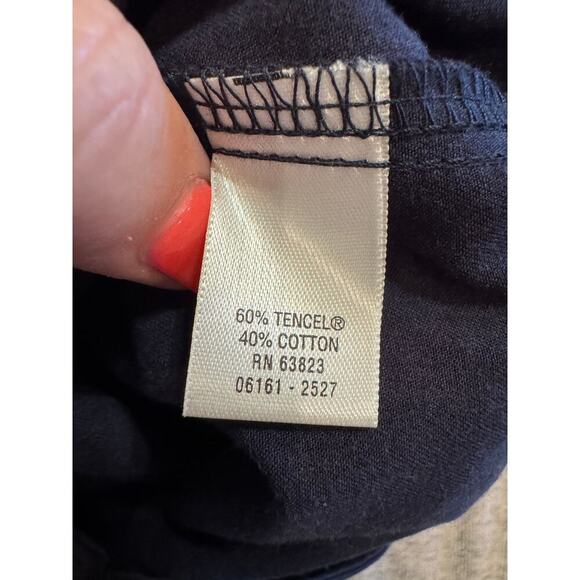 60% TENCEL®
40% COTTON
RN 63823
06161 - 2527